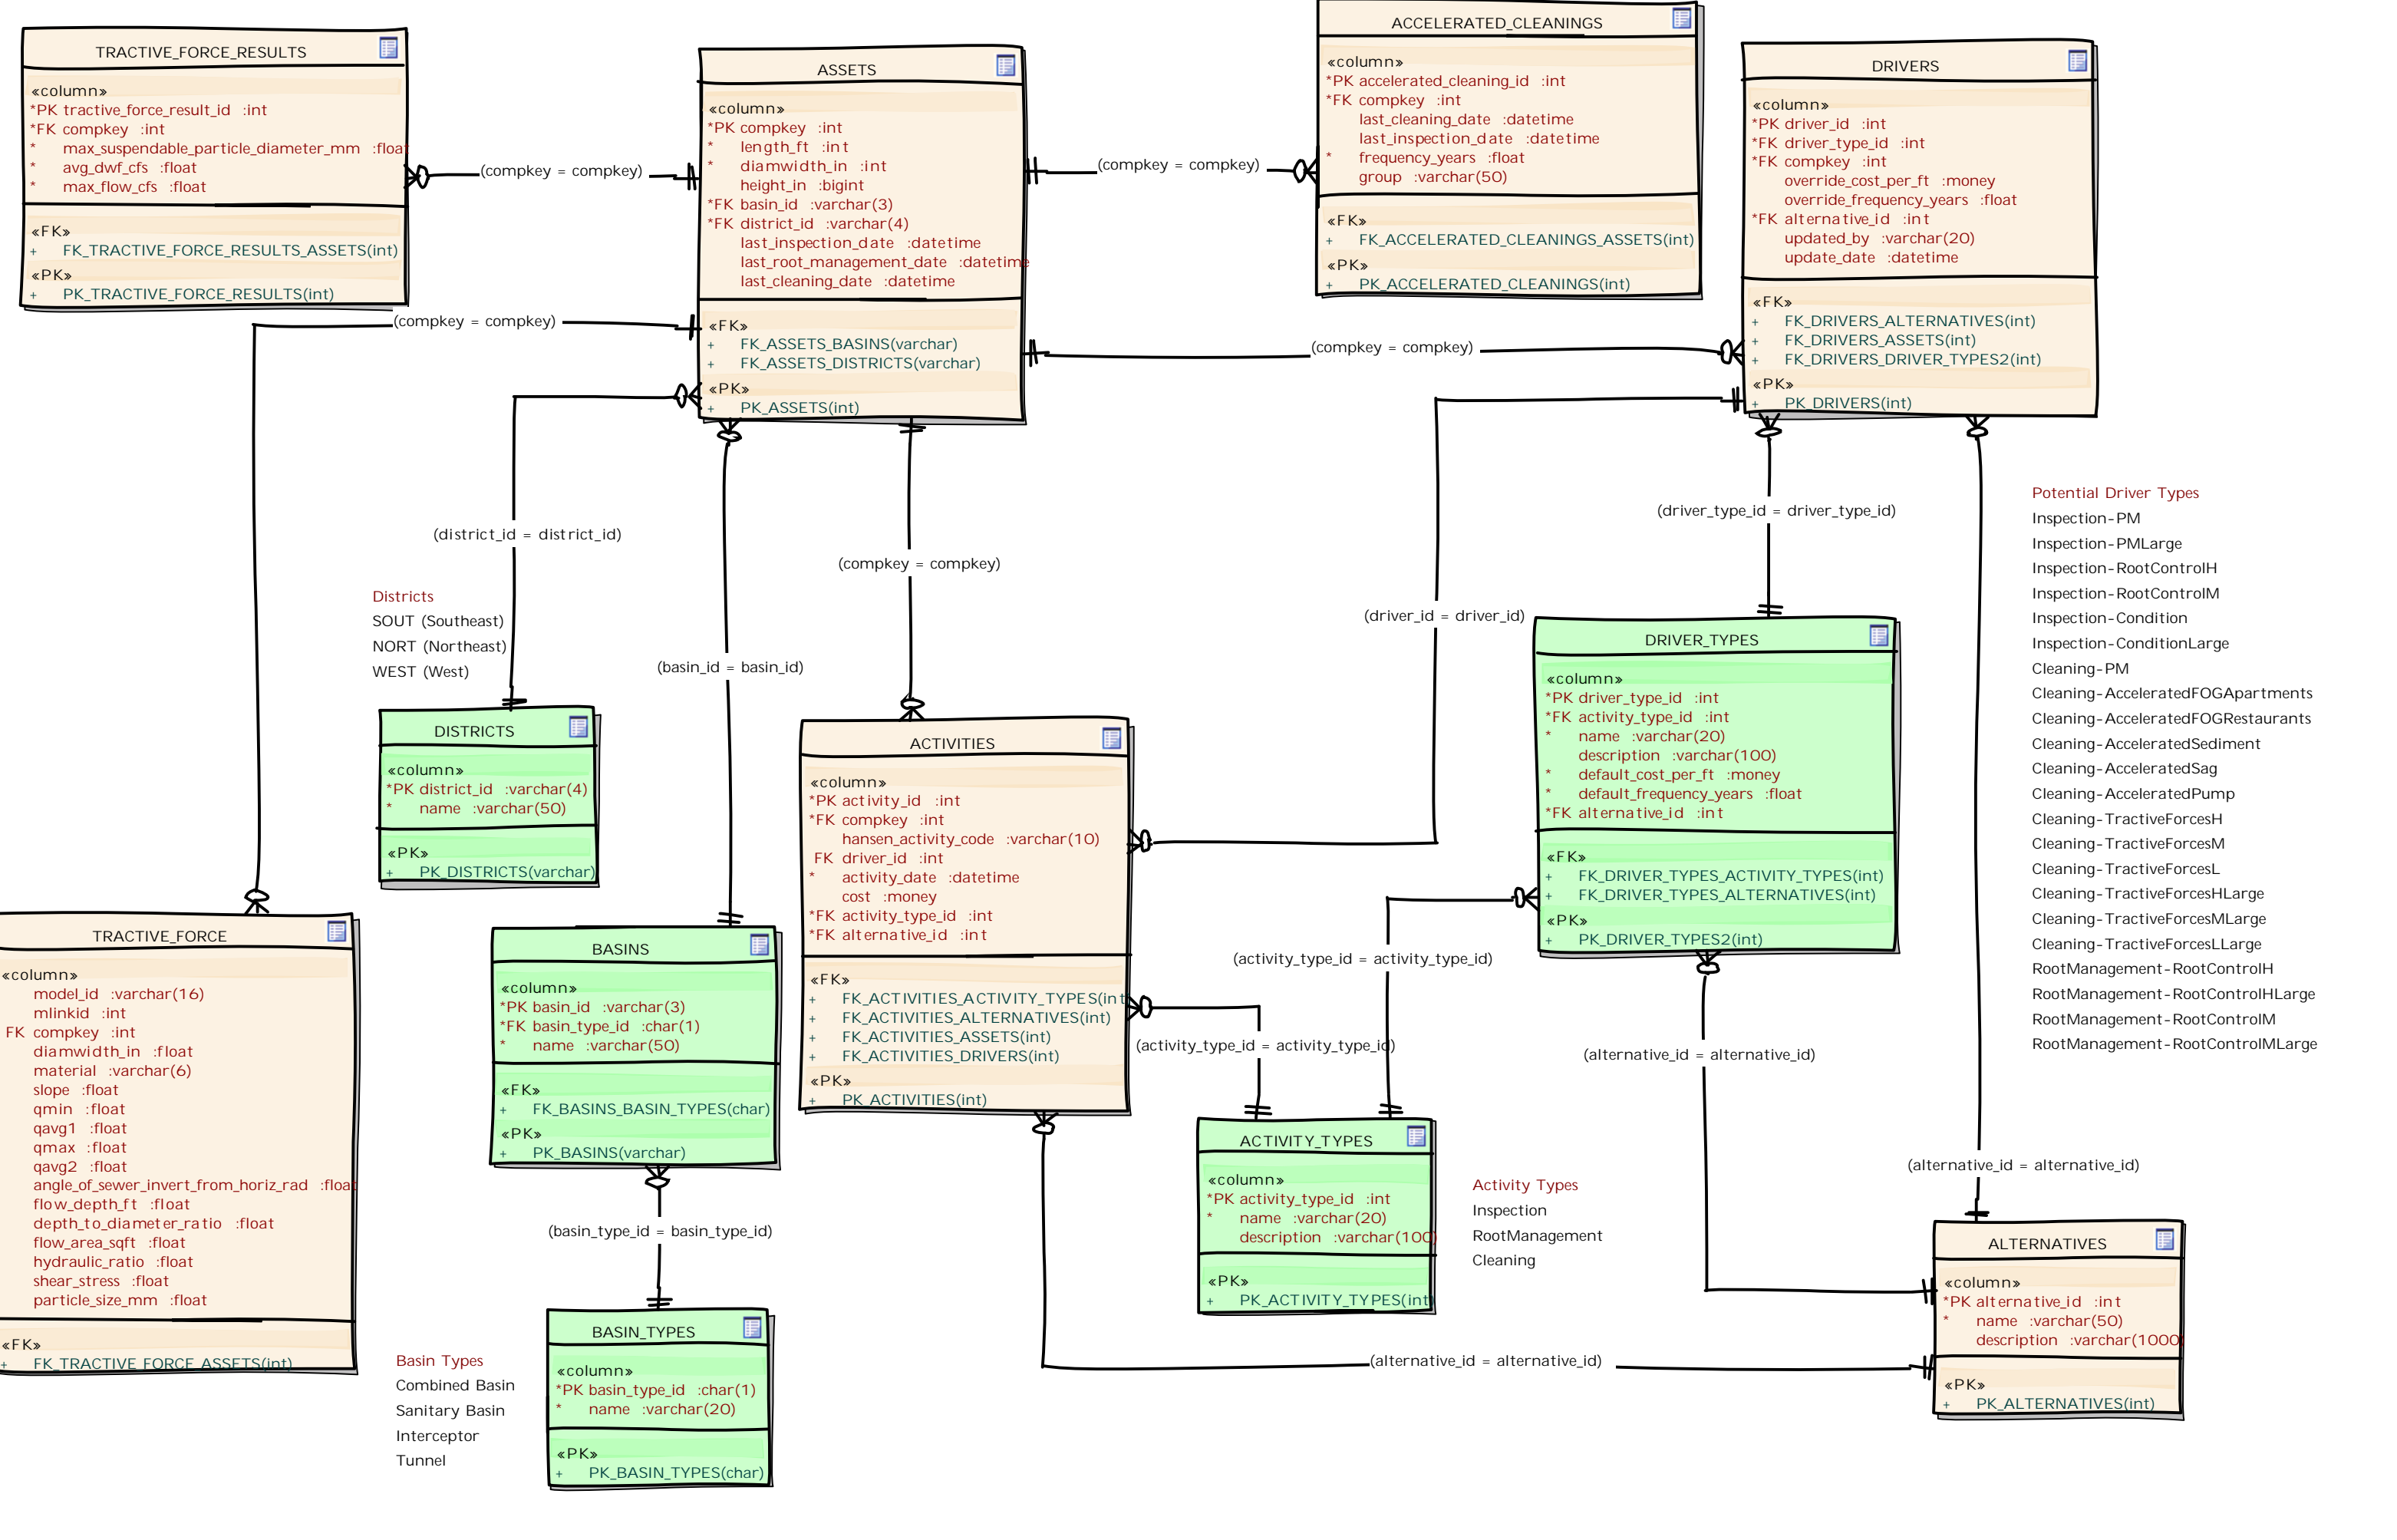 TRACTIVE_FORCE_RESULTS
«column»
*PK tractive_force_result_id :int
*FK compkey :int
* max_suspendable_particle_diameter_mm :float
* avg_dwf_cfs :float
* max_flow_cfs :float
«FK»
+ FK_TRACTIVE_FORCE_RESULTS_ASSETS(int)
«PK»
+ PK_TRACTIVE_FORCE_RESULTS(int)
(compkey = compkey)
ASSETS
«column»
*PK compkey :int
* length_ft :int
* diamwidth_in :int
height_in :bigint
*FK basin_id :varchar(3)
*FK district_id :varchar(4)
last_inspection_date :datetime
last_root_management_date :datetime
last_cleaning_date :datetime
«FK»
+ FK_ASSETS_BASINS(varchar)
+ FK_ASSETS_DISTRICTS(varchar)
«PK»
+ PK_ASSETS(int)
(compkey = compkey)
ACCELERATED_CLEANINGS
«column»
*PK accelerated_cleaning_id :int
*FK compkey :int
last_cleaning_date :datetime
last_inspection_date :datetime
* frequency_years :float
group :varchar(50)
«FK»
+ FK_ACCELERATED_CLEANINGS_ASSETS(int)
«PK»
+ PK_ACCELERATED_CLEANINGS(int)
DRIVERS
«column»
*PK driver_id :int
*FK driver_type_id :int
*FK compkey :int
override_cost_per_ft :money
override_frequency_years :float
*FK alternative_id :int
updated_by :varchar(20)
update_date :datetime
«FK»
+ FK_DRIVERS_ALTERNATIVES(int)
+ FK_DRIVERS_ASSETS(int)
+ FK_DRIVERS_DRIVER_TYPES2(int)
«PK»
+ PK_DRIVERS(int)
(compkey = compkey)
(compkey = compkey)
(district_id = district_id)
(compkey = compkey)
(basin_id = basin_id)
(driver_id = driver_id)
(driver_type_id = driver_type_id)
Districts
SOUT (Southeast)
NORT (Northeast)
WEST (West)
DISTRICTS
«column»
*PK district_id :varchar(4)
* name :varchar(50)
«PK»
+ PK_DISTRICTS(varchar)
ACTIVITIES
«column»
*PK activity_id :int
*FK compkey :int
hansen_activity_code :varchar(10)
FK driver_id :int
* activity_date :datetime
cost :money
*FK activity_type_id :int
*FK alternative_id :int
«FK»
+ FK_ACTIVITIES_ACTIVITY_TYPES(int
+ FK_ACTIVITIES_ALTERNATIVES(int)
+ FK_ACTIVITIES_ASSETS(int)
+ FK_ACTIVITIES_DRIVERS(int)
«PK»
+ PK_ACTIVITIES(int)
DRIVER_TYPES
«column»
*PK driver_type_id :int
*FK activity_type_id :int
* name :varchar(20)
description :varchar(100)
* default_cost_per_ft :money
* default_frequency_years :float
*FK alternative_id :int
«FK»
+ FK_DRIVER_TYPES_ACTIVITY_TYPES(int)
+ FK_DRIVER_TYPES_ALTERNATIVES(int)
«PK»
+ PK_DRIVER_TYPES2(int)
Potential Driver Types
Inspection-PM
Inspection-PMLarge
Inspection-RootControlH
Inspection-RootControlM
Inspection-Condition
Inspection-ConditionLarge
Cleaning-PM
Cleaning-AcceleratedFOGApartments
Cleaning-AcceleratedFOGRestaurants
Cleaning-AcceleratedSediment
Cleaning-AcceleratedSag
Cleaning-AcceleratedPump
Cleaning-TractiveForcesH
Cleaning-TractiveForcesM
Cleaning-TractiveForcesL
Cleaning-TractiveForcesHLarge
Cleaning-TractiveForcesMLarge
Cleaning-TractiveForcesLLarge
RootManagement-RootControlH
RootManagement-RootControlHLarge
RootManagement-RootControlM
RootManagement-RootControlMLarge
TRACTIVE_FORCE
«column»
model_id :varchar(16)
mlinkid :int
FK compkey :int
diamwidth_in :float
material :varchar(6)
slope :float
qmin :float
qavg1 :float
qmax :float
qavg2 :float
angle_of_sewer_invert_from_horiz_rad :float
flow_depth_ft :float
depth_to_diameter_ratio :float
flow_area_sqft :float
hydraulic_ratio :float
shear_stress :float
particle_size_mm :float
«FK»
+ FK_TRACTIVE_FORCE_ASSETS(int)
BASINS
«column»
*PK basin_id :varchar(3)
*FK basin_type_id :char(1)
* name :varchar(50)
«FK»
+ FK_BASINS_BASIN_TYPES(char)
«PK»
+ PK_BASINS(varchar)
(activity_type_id = activity_type_id)
(activity_type_id = activity_type_id)
(alternative_id = alternative_id)
(basin_type_id = basin_type_id)
(alternative_id = alternative_id)
ACTIVITY_TYPES
«column»
*PK activity_type_id :int
* name :varchar(20)
description :varchar(100)
«PK»
+ PK_ACTIVITY_TYPES(int)
Activity Types
Inspection
RootManagement
Cleaning
ALTERNATIVES
«column»
*PK alternative_id :int
* name :varchar(50)
description :varchar(1000)
«PK»
+ PK_ALTERNATIVES(int)
(alternative_id = alternative_id)
Basin Types
Combined Basin
Sanitary Basin
Interceptor
Tunnel
BASIN_TYPES
«column»
*PK basin_type_id :char(1)
* name :varchar(20)
«PK»
+ PK_BASIN_TYPES(char)